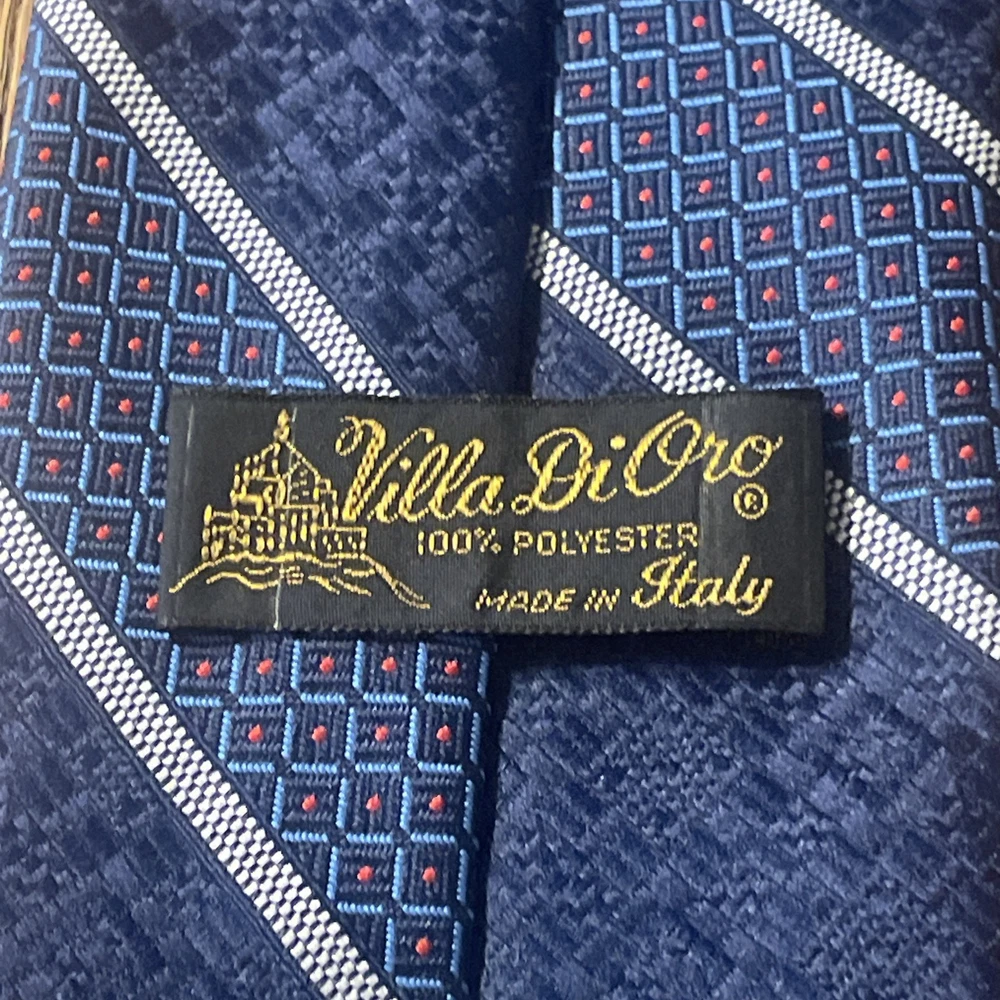 Villa Di Oro ®
100% POLYESTER
MADE IN Italy